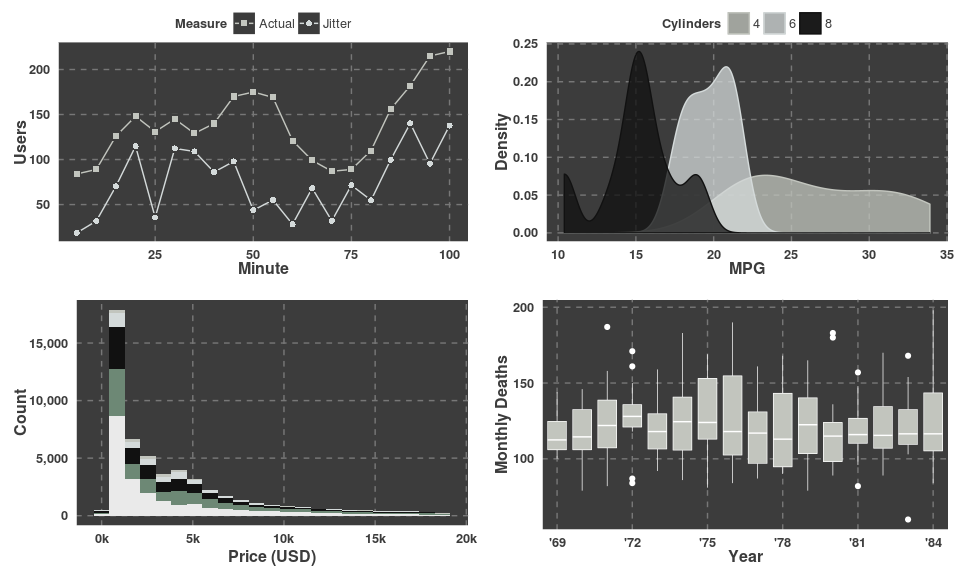 Measure Actual Jitter
200
150
100
50
Users
25 50 75 100
Minute
Cylinders 4 6 8
0.25
0.20
0.15
0.10
0.05
0.00
Density
10 15 20 25 30 35
MPG
15,000
10,000
5,000
0
Count
0k 5k 10k 15k 20k
Price (USD)
200
150
100
Monthly Deaths
'69 '72 '75 '78 '81 '84
Year